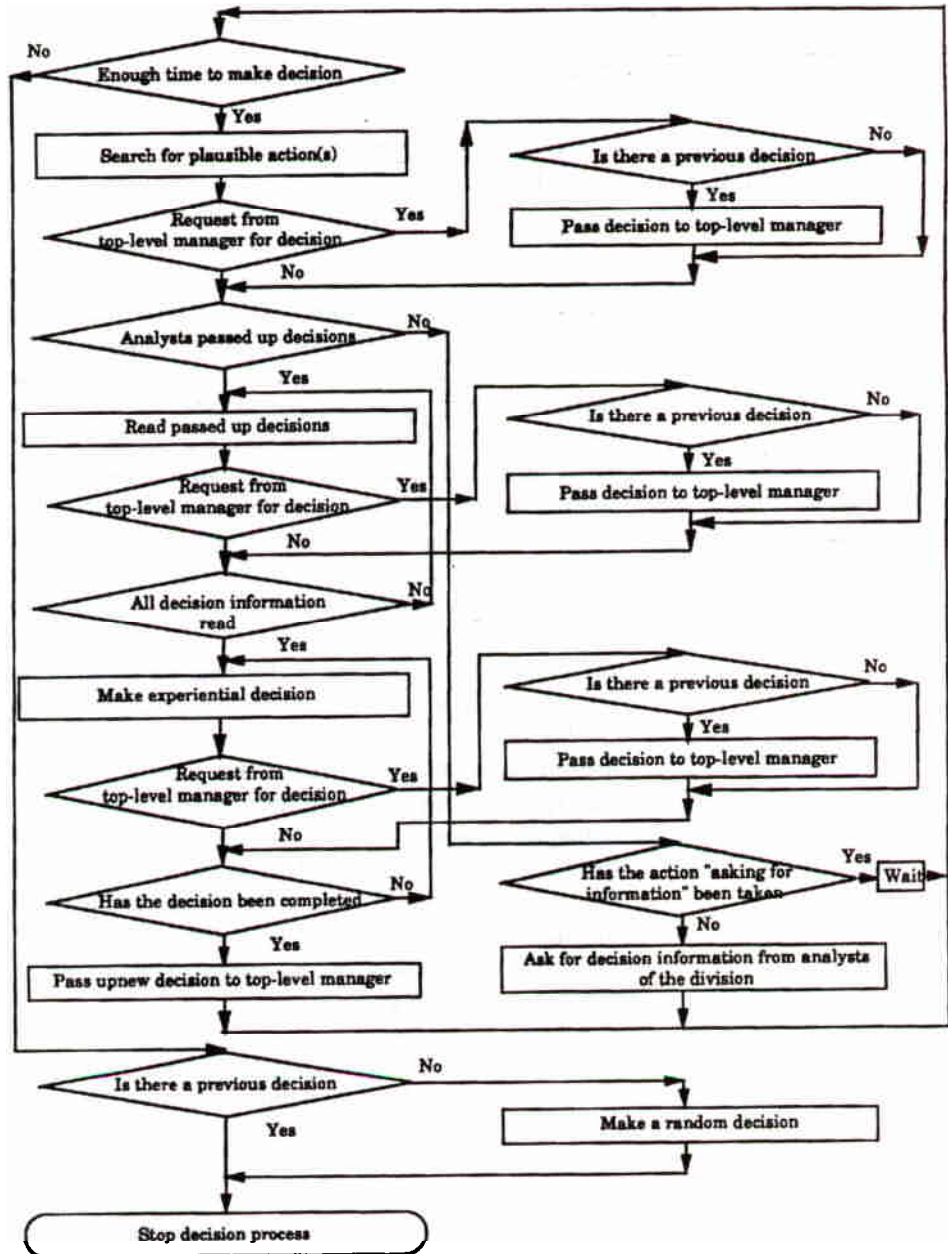 No
Enough time to make decision
Yes
Search for plausible action(s)
Is there a previous decision
No
Yes
Request from
top-level manager for decision
Yes
Pass decision to top-level manager
No
Analysts passed up decisions
No
Yes
Read passed up decisions
Is there a previous decision
No
Yes
Request from
top-level manager for decision
Yes
Pass decision to top-level manager
No
All decision information
read
No
Yes
Make experiential decision
Is there a previous decision
No
Yes
Request from
top-level manager for decision
Yes
Pass decision to top-level manager
No
Has the decision been completed
No
Has the action "asking for
information" been taken
Yes
Wait
No
Yes
Pass upnew decision to top-level manager
Ask for decision information from analysts
of the division
Is there a previous decision
No
Yes
Make a random decision
Stop decision process